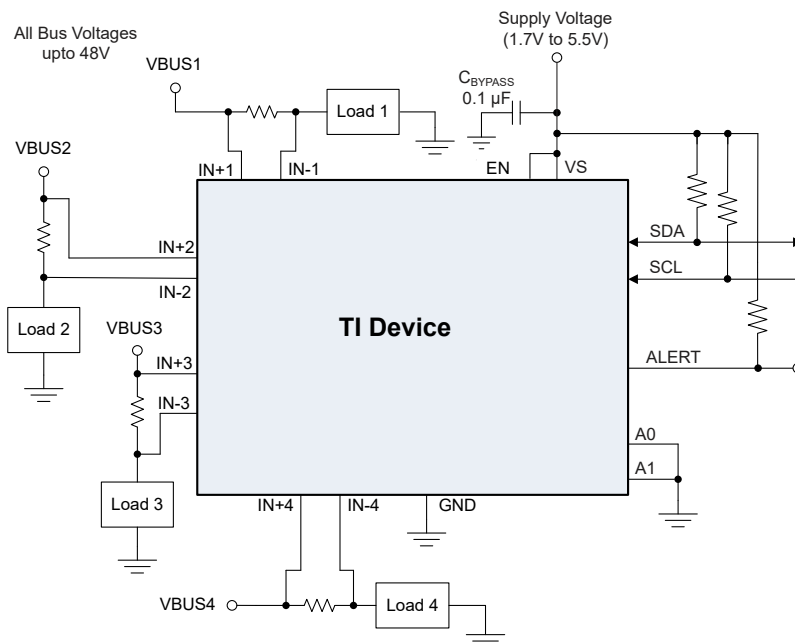 All Bus Voltages
upto 48V
Supply Voltage
(1.7V to 5.5V)
VBUS1
CBYPASS
0.1 µF
Load 1
VBUS2
IN+1
IN-1
EN
VS
SDA
IN+2
SCL
IN-2
Load 2
VBUS3
TI Device
IN+3
ALERT
IN-3
A0
A1
Load 3
IN+4
IN-4
GND
VBUS4
Load 4